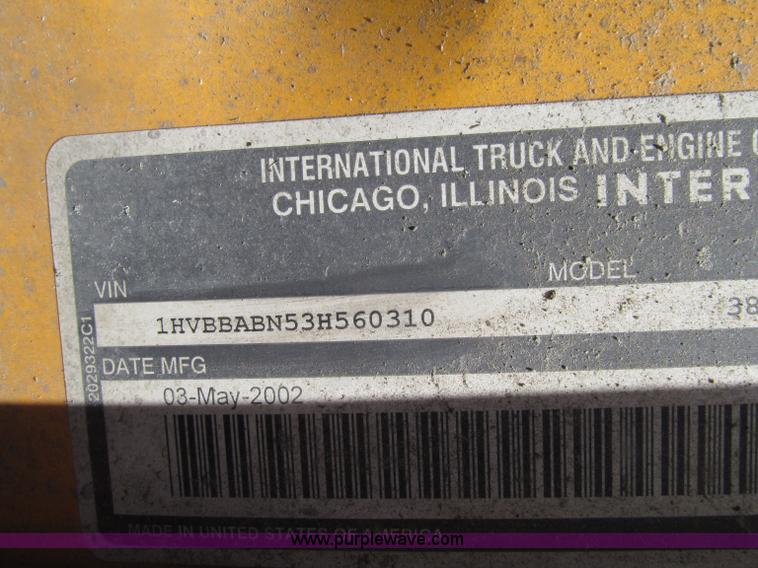 INTERNATIONAL TRUCK AND ENGINE C
CHICAGO, ILLINOIS INTER
VIN
MODEL
1HVBBABN53H560310
38
DATE MFG
03-May-2002
2029322C1
MADE IN UNITED STATES OF AMERICA
www.purplewave.com